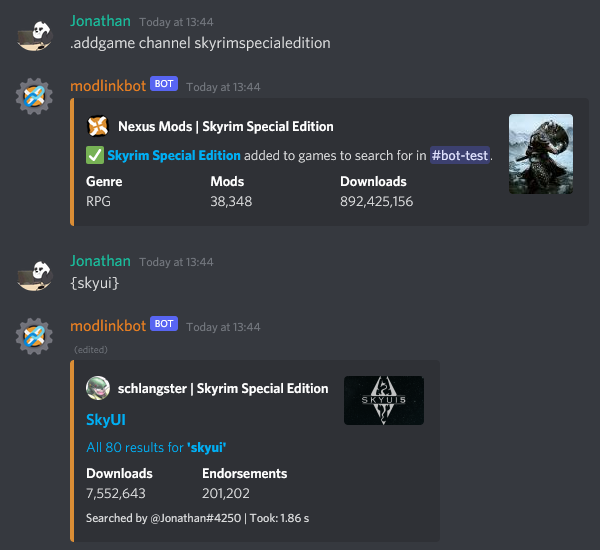 Jonathan Today at 13:44
.addgame channel skyrimspecialedition
modlinkbot BOT Today at 13:44
Nexus Mods | Skyrim Special Edition
✅ Skyrim Special Edition added to games to search for in #bot-test.
Genre Mods Downloads
RPG 38,348 892,425,156
Jonathan Today at 13:44
{skyui}
modlinkbot BOT Today at 13:44
(edited)
schlangster | Skyrim Special Edition
SKYUI5
SkyUI
All 80 results for 'skyui'
Downloads Endorsements
7,552,643 201,202
Searched by @Jonathan#4250 | Took: 1.86 s